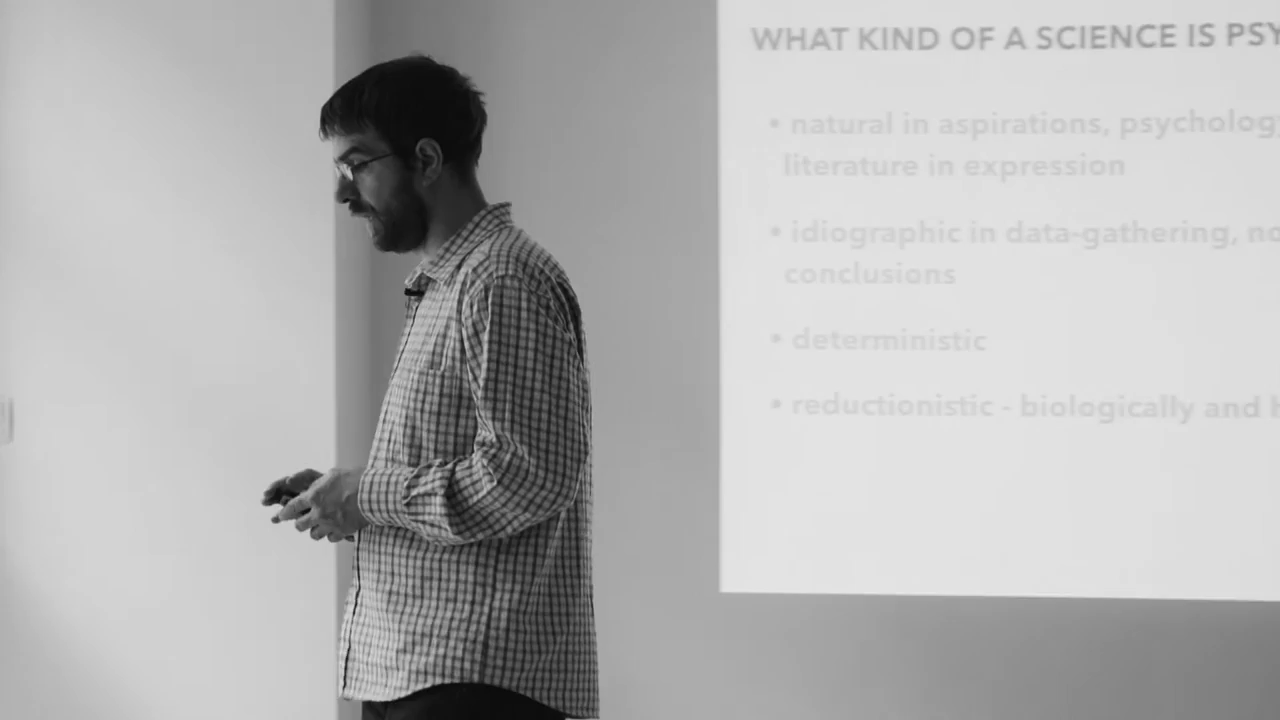 WHAT KIND OF A SCIENCE IS PSY
• natural in aspirations, psycholog
literature in expression
• idiographic in data-gathering, no
conclusions
• deterministic
• reductionistic - biologically and h